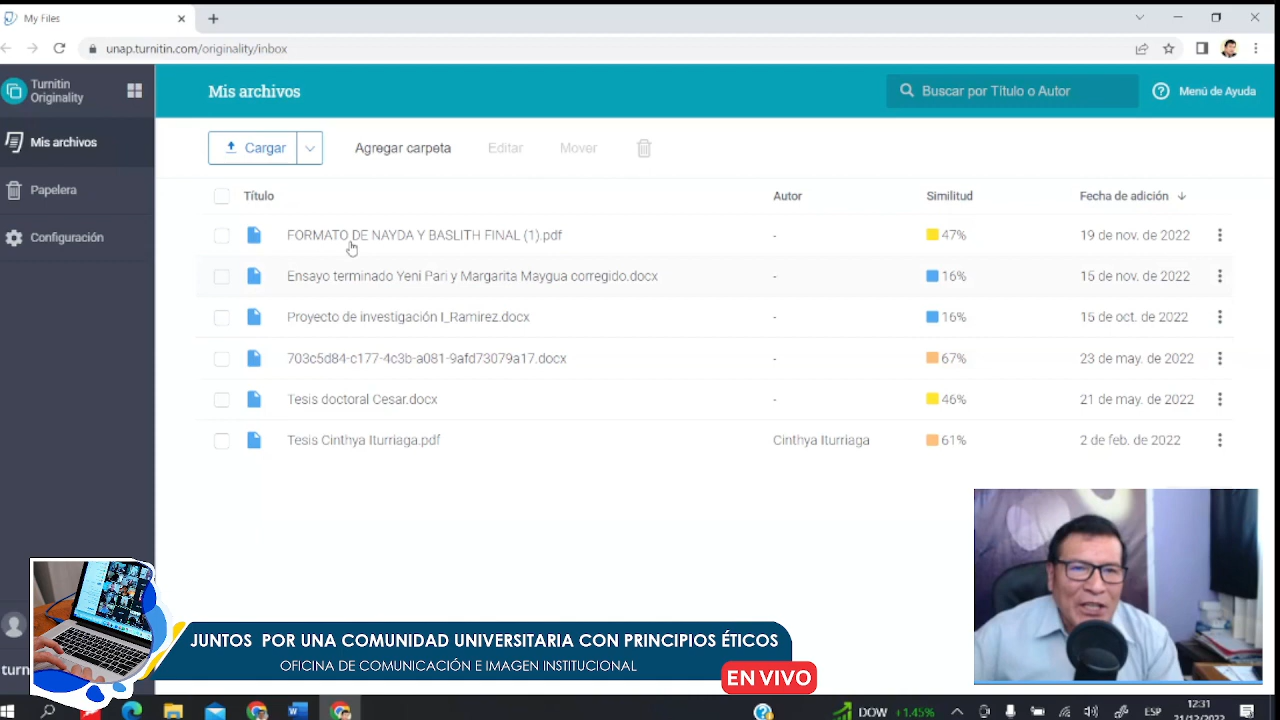 My Files
unap.turnitin.com/originality/inbox
Turnitin
Originality
Mis archivos
Buscar por Título o Autor
Menú de Ayuda
Mis archivos
Papelera
Configuración
Cargar
Agregar carpeta
Editar
Mover
Título
Autor
Similitud
Fecha de adición
FORMATO DE NAYDA Y BASLITH FINAL (1).pdf - 47% 19 de nov. de 2022
Ensayo terminado Yeni Pari y Margarita Maygua corregido.docx - 16% 15 de nov. de 2022
Proyecto de investigación I_Ramirez.docx - 16% 15 de oct. de 2022
703c5d84-c177-4c3b-a081-9afd73079a17.docx - 67% 23 de may. de 2022
Tesis doctoral Cesar.docx - 46% 21 de may. de 2022
Tesis Cinthya Iturriaga.pdf Cinthya Iturriaga 61% 2 de feb. de 2022
JUNTOS POR UNA COMUNIDAD UNIVERSITARIA CON PRINCIPIOS ÉTICOS
OFICINA DE COMUNICACIÓN E IMAGEN INSTITUCIONAL
EN VIVO
turn
DOW +1.45%
ESP
12:31
21/12/2022